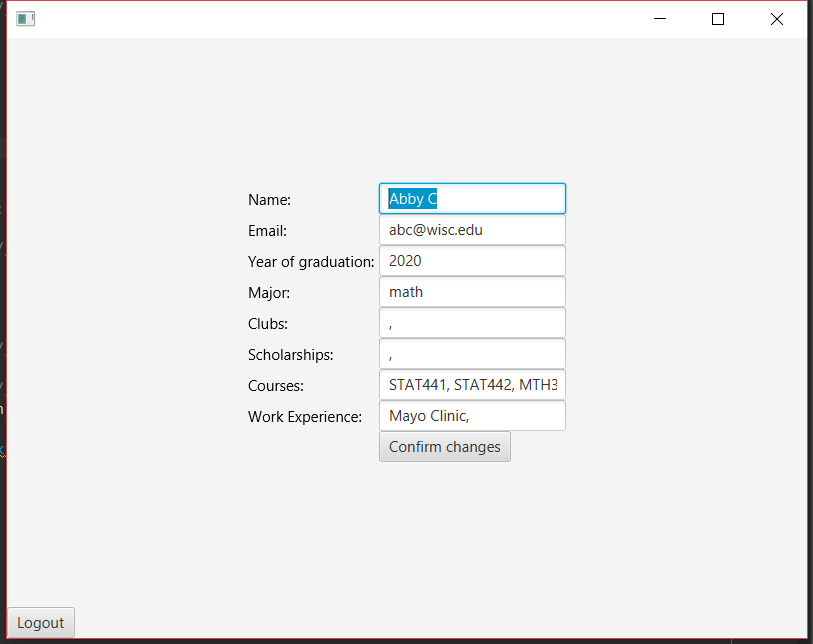 Name: Abby C
Email: abc@wisc.edu
Year of graduation: 2020
Major: math
Clubs: ,
Scholarships: ,
Courses: STAT441, STAT442, MTH3
Work Experience: Mayo Clinic,
Confirm changes
Logout